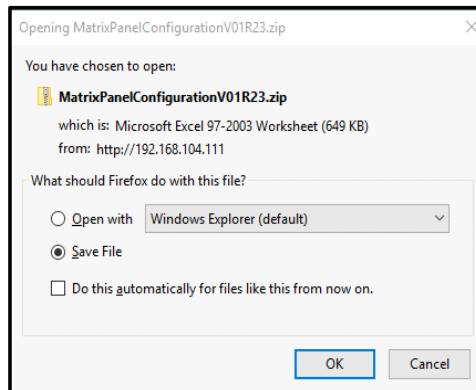 Opening MatrixPanelConfigurationV01R23.zip
You have chosen to open:
MatrixPanelConfigurationV01R23.zip
which is: Microsoft Excel 97-2003 Worksheet (649 KB)
from: http://192.168.104.111
What should Firefox do with this file?
Open with Windows Explorer (default)
Save File
Do this automatically for files like this from now on.
OK Cancel